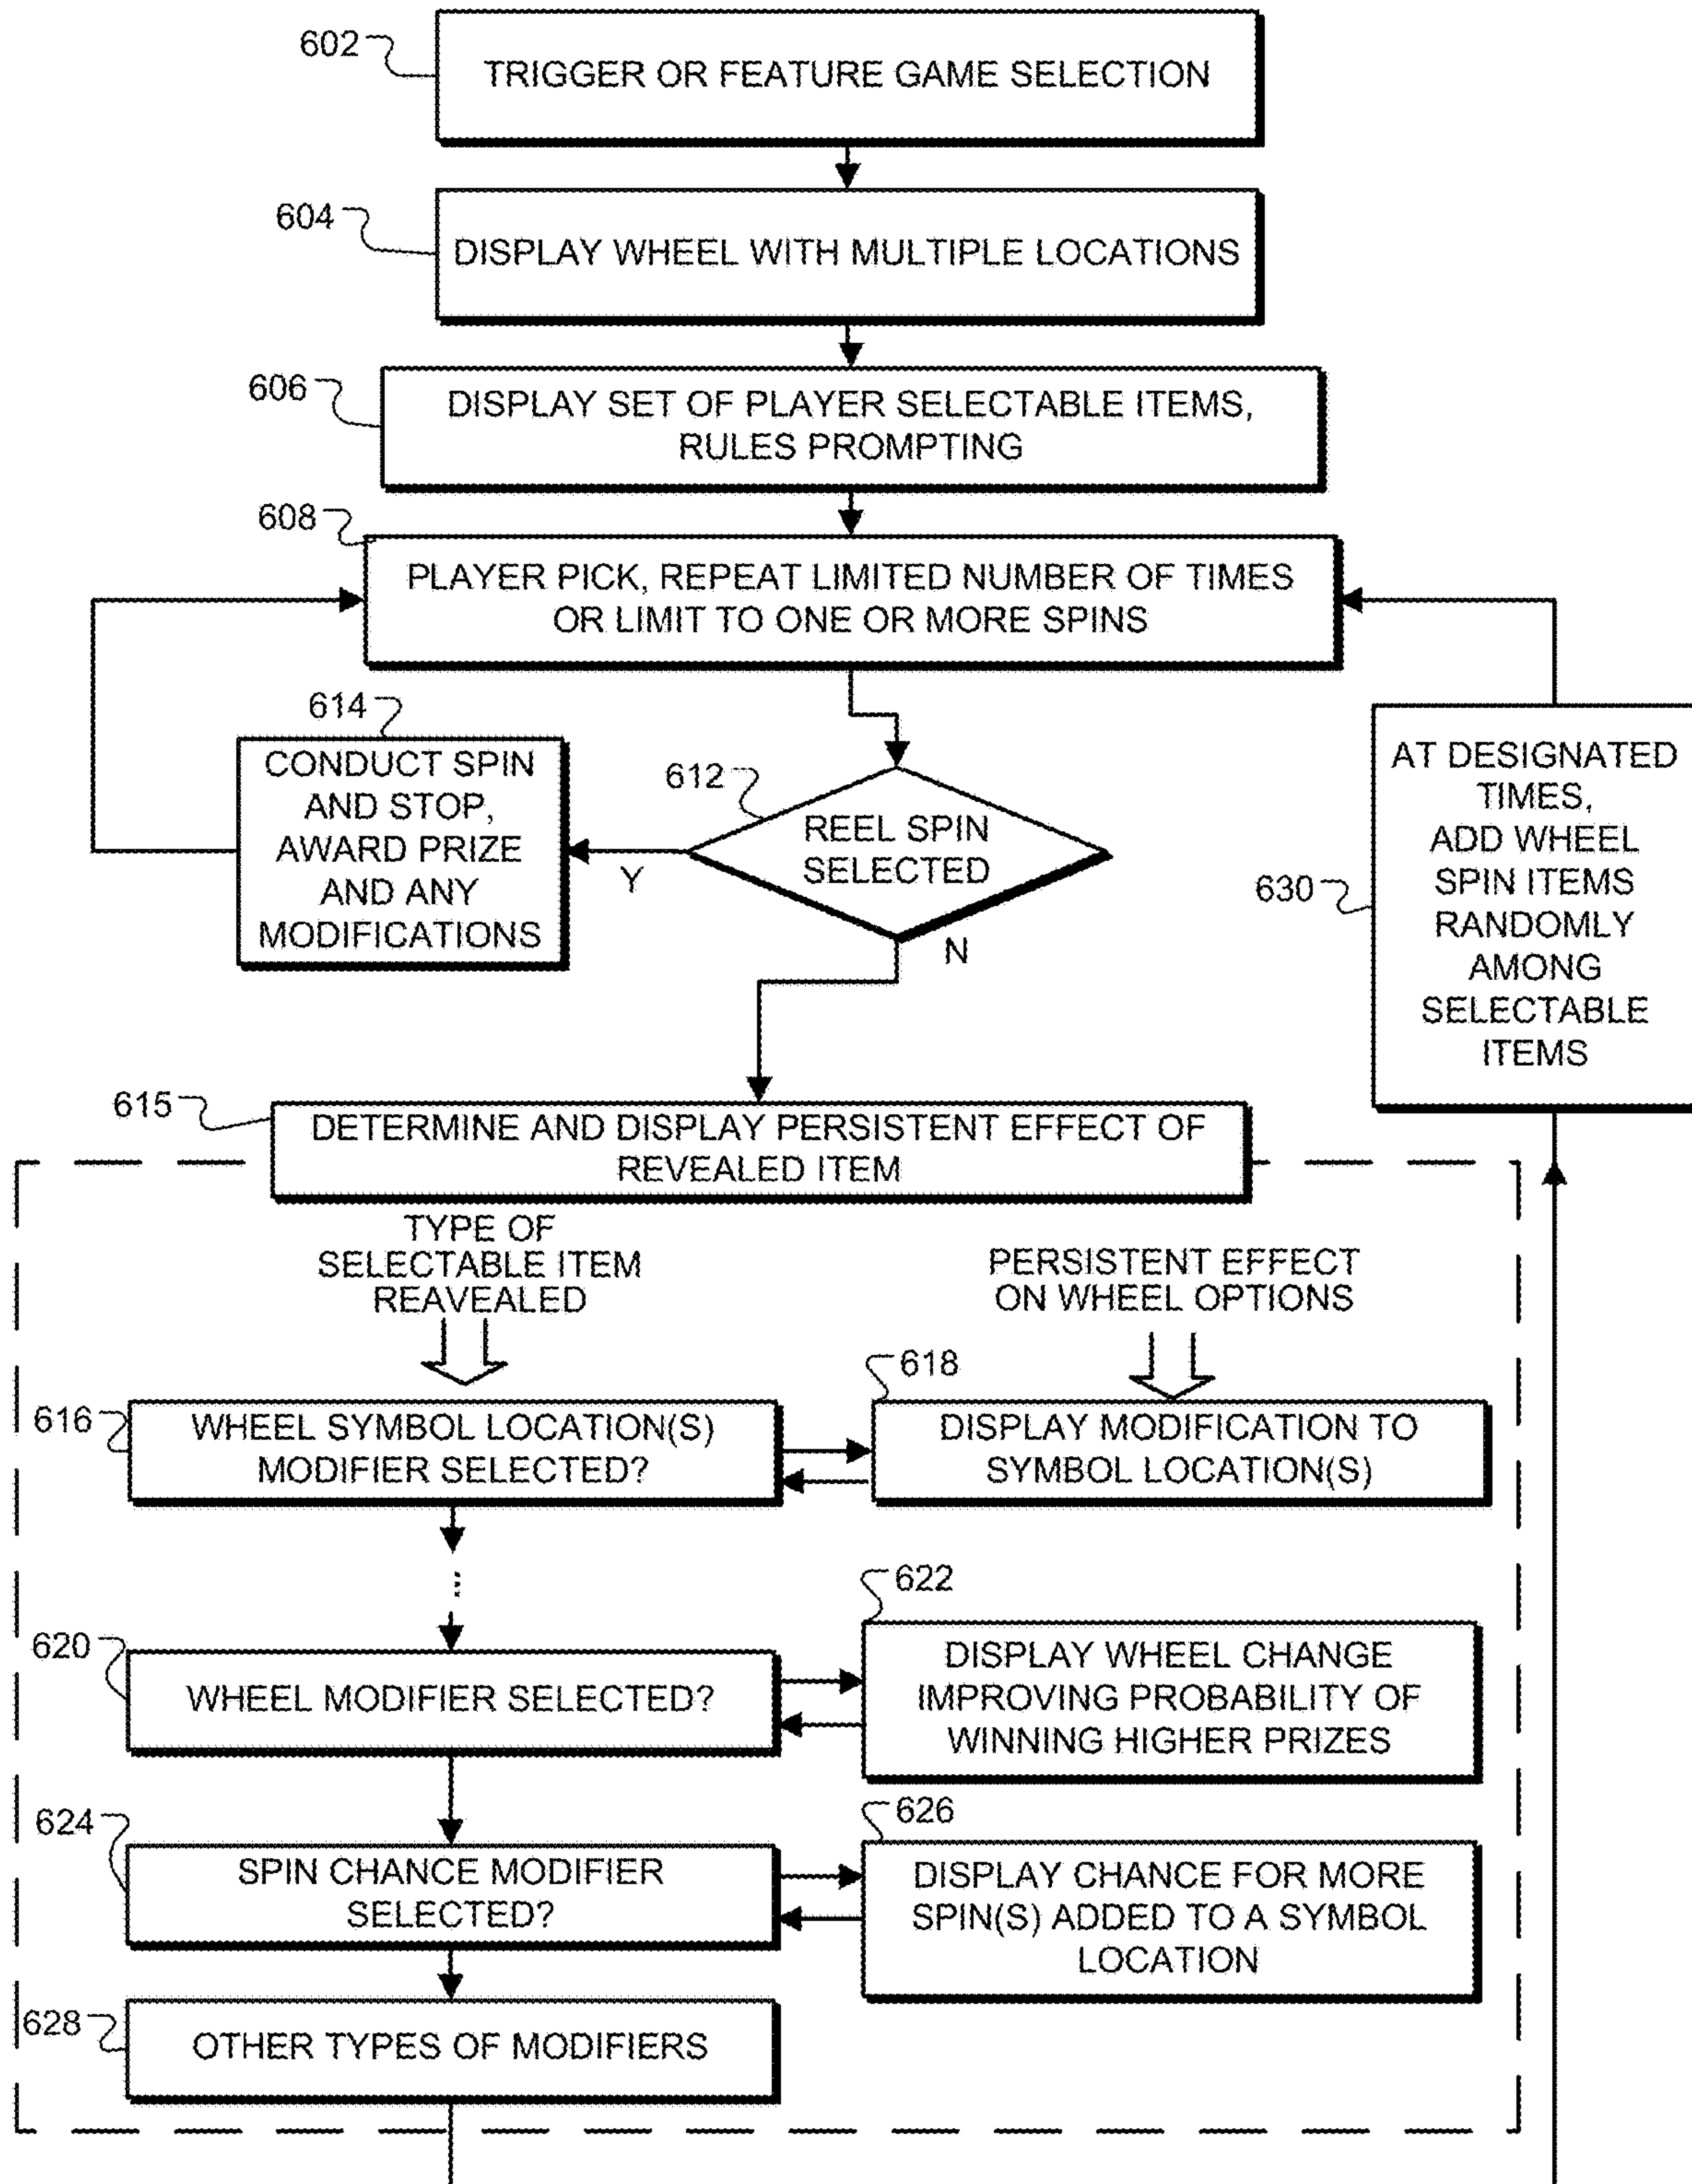 602
TRIGGER OR FEATURE GAME SELECTION
604
DISPLAY WHEEL WITH MULTIPLE LOCATIONS
606
DISPLAY SET OF PLAYER SELECTABLE ITEMS,
RULES PROMPTING
608
PLAYER PICK, REPEAT LIMITED NUMBER OF TIMES
OR LIMIT TO ONE OR MORE SPINS
614
CONDUCT SPIN
AND STOP,
AWARD PRIZE
AND ANY
MODIFICATIONS
Y
612
REEL SPIN
SELECTED
N
630
AT DESIGNATED
TIMES,
ADD WHEEL
SPIN ITEMS
RANDOMLY
AMONG
SELECTABLE
ITEMS
615
DETERMINE AND DISPLAY PERSISTENT EFFECT OF
REVEALED ITEM
TYPE OF
SELECTABLE ITEM
REAVEALED
PERSISTENT EFFECT
ON WHEEL OPTIONS
616
WHEEL SYMBOL LOCATION(S)
MODIFIER SELECTED?
618
DISPLAY MODIFICATION TO
SYMBOL LOCATION(S)
...
620
WHEEL MODIFIER SELECTED?
622
DISPLAY WHEEL CHANGE
IMPROVING PROBABILITY OF
WINNING HIGHER PRIZES
624
SPIN CHANCE MODIFIER
SELECTED?
626
DISPLAY CHANCE FOR MORE
SPIN(S) ADDED TO A SYMBOL
LOCATION
628
OTHER TYPES OF MODIFIERS